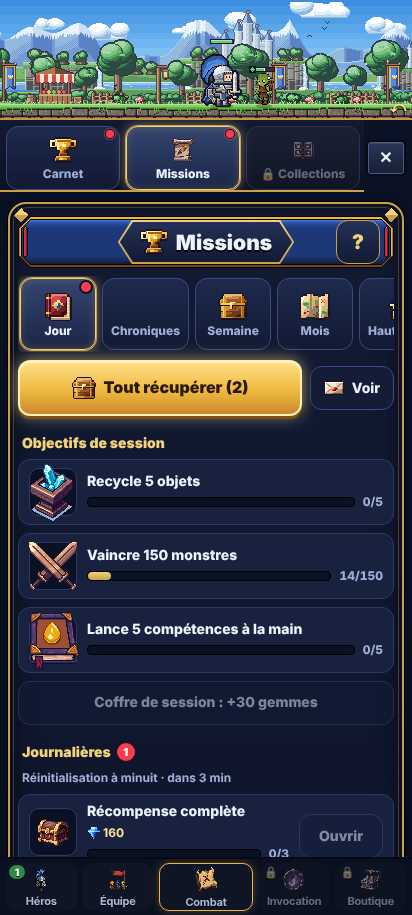 Carnet
Missions
Collections
×
Missions
?
Jour
Chroniques
Semaine
Mois
Haut
Tout récupérer (2)
Voir
Objectifs de session
Recycle 5 objets
0/5
Vaincre 150 monstres
14/150
Lance 5 compétences à la main
0/5
Coffre de session : +30 gemmes
Journalières 1
Réinitialisation à minuit · dans 3 min
Récompense complète
160
Ouvrir
0/3
1
Héros
Équipe
Combat
Invocation
Boutique